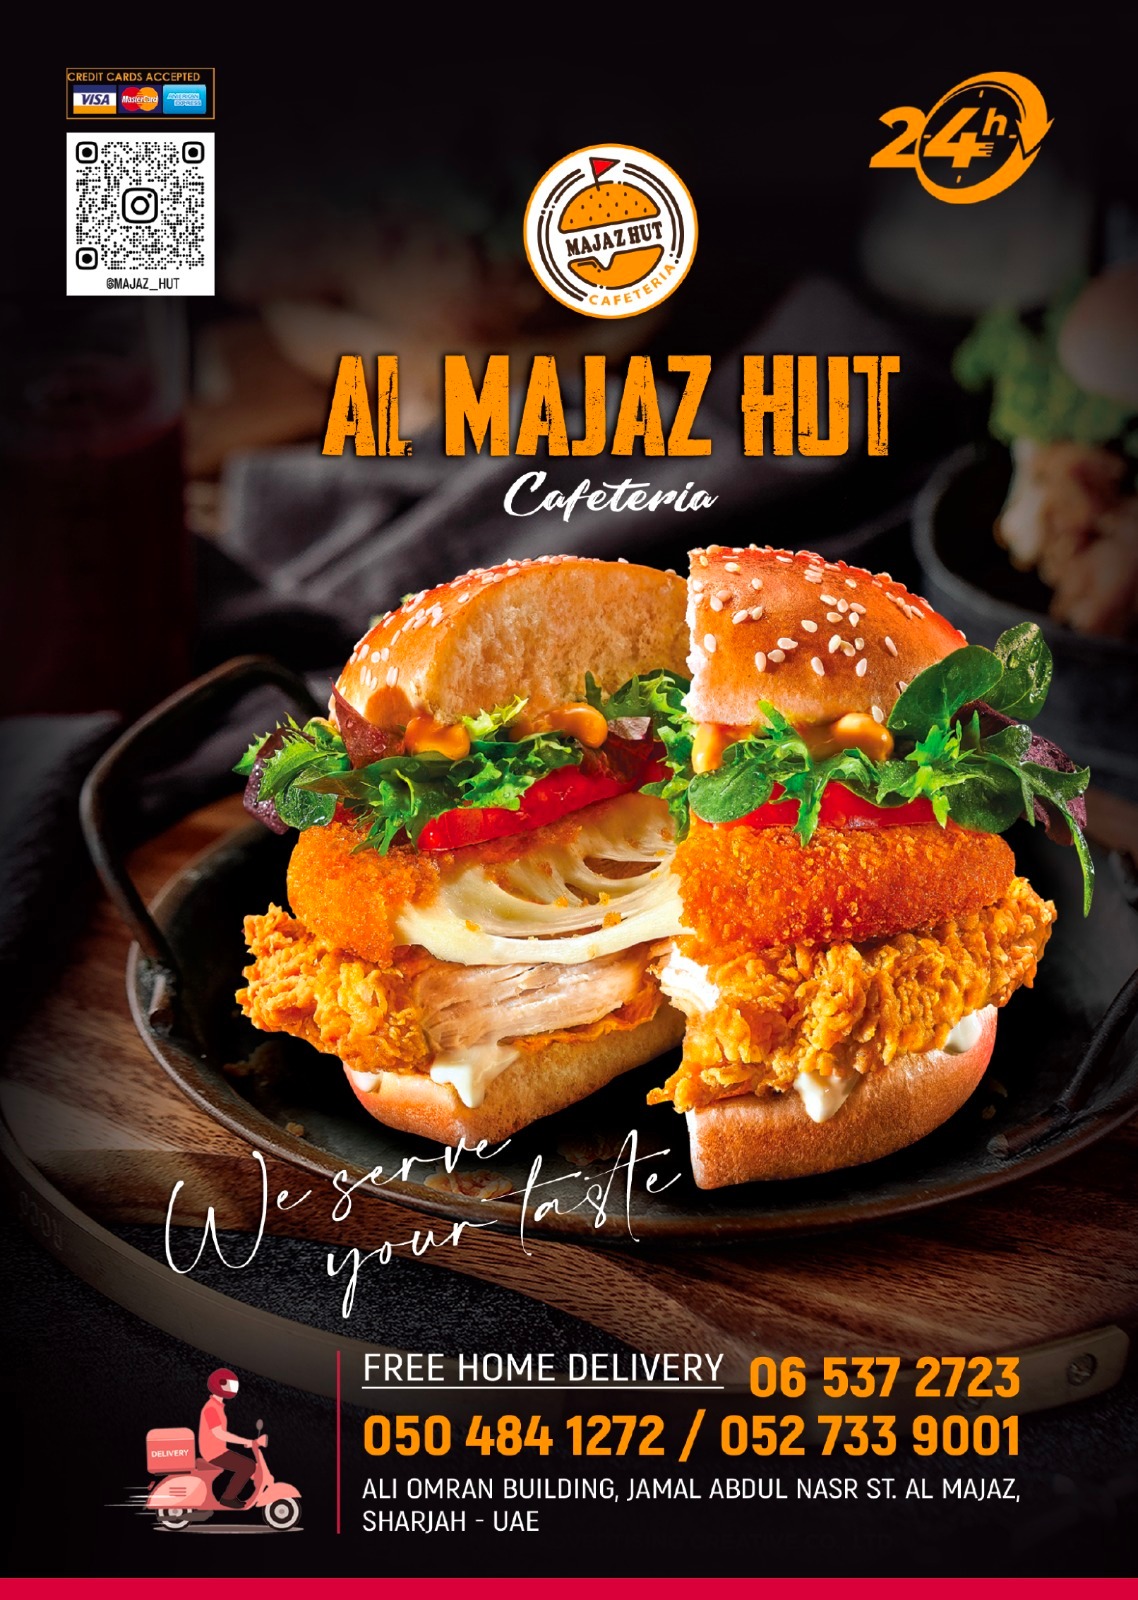 CREDIT CARDS ACCEPTED
VISA MasterCard AMERICAN EXPRESS
@MAJAZ_HUT
24h
MAJAZ HUT
CAFETERIA
AL MAJAZ HUT
Cafeteria
We serve
your taste
FREE HOME DELIVERY 06 537 2723
050 484 1272 / 052 733 9001
DELIVERY
ALI OMRAN BUILDING, JAMAL ABDUL NASR ST. AL MAJAZ,
SHARJAH - UAE